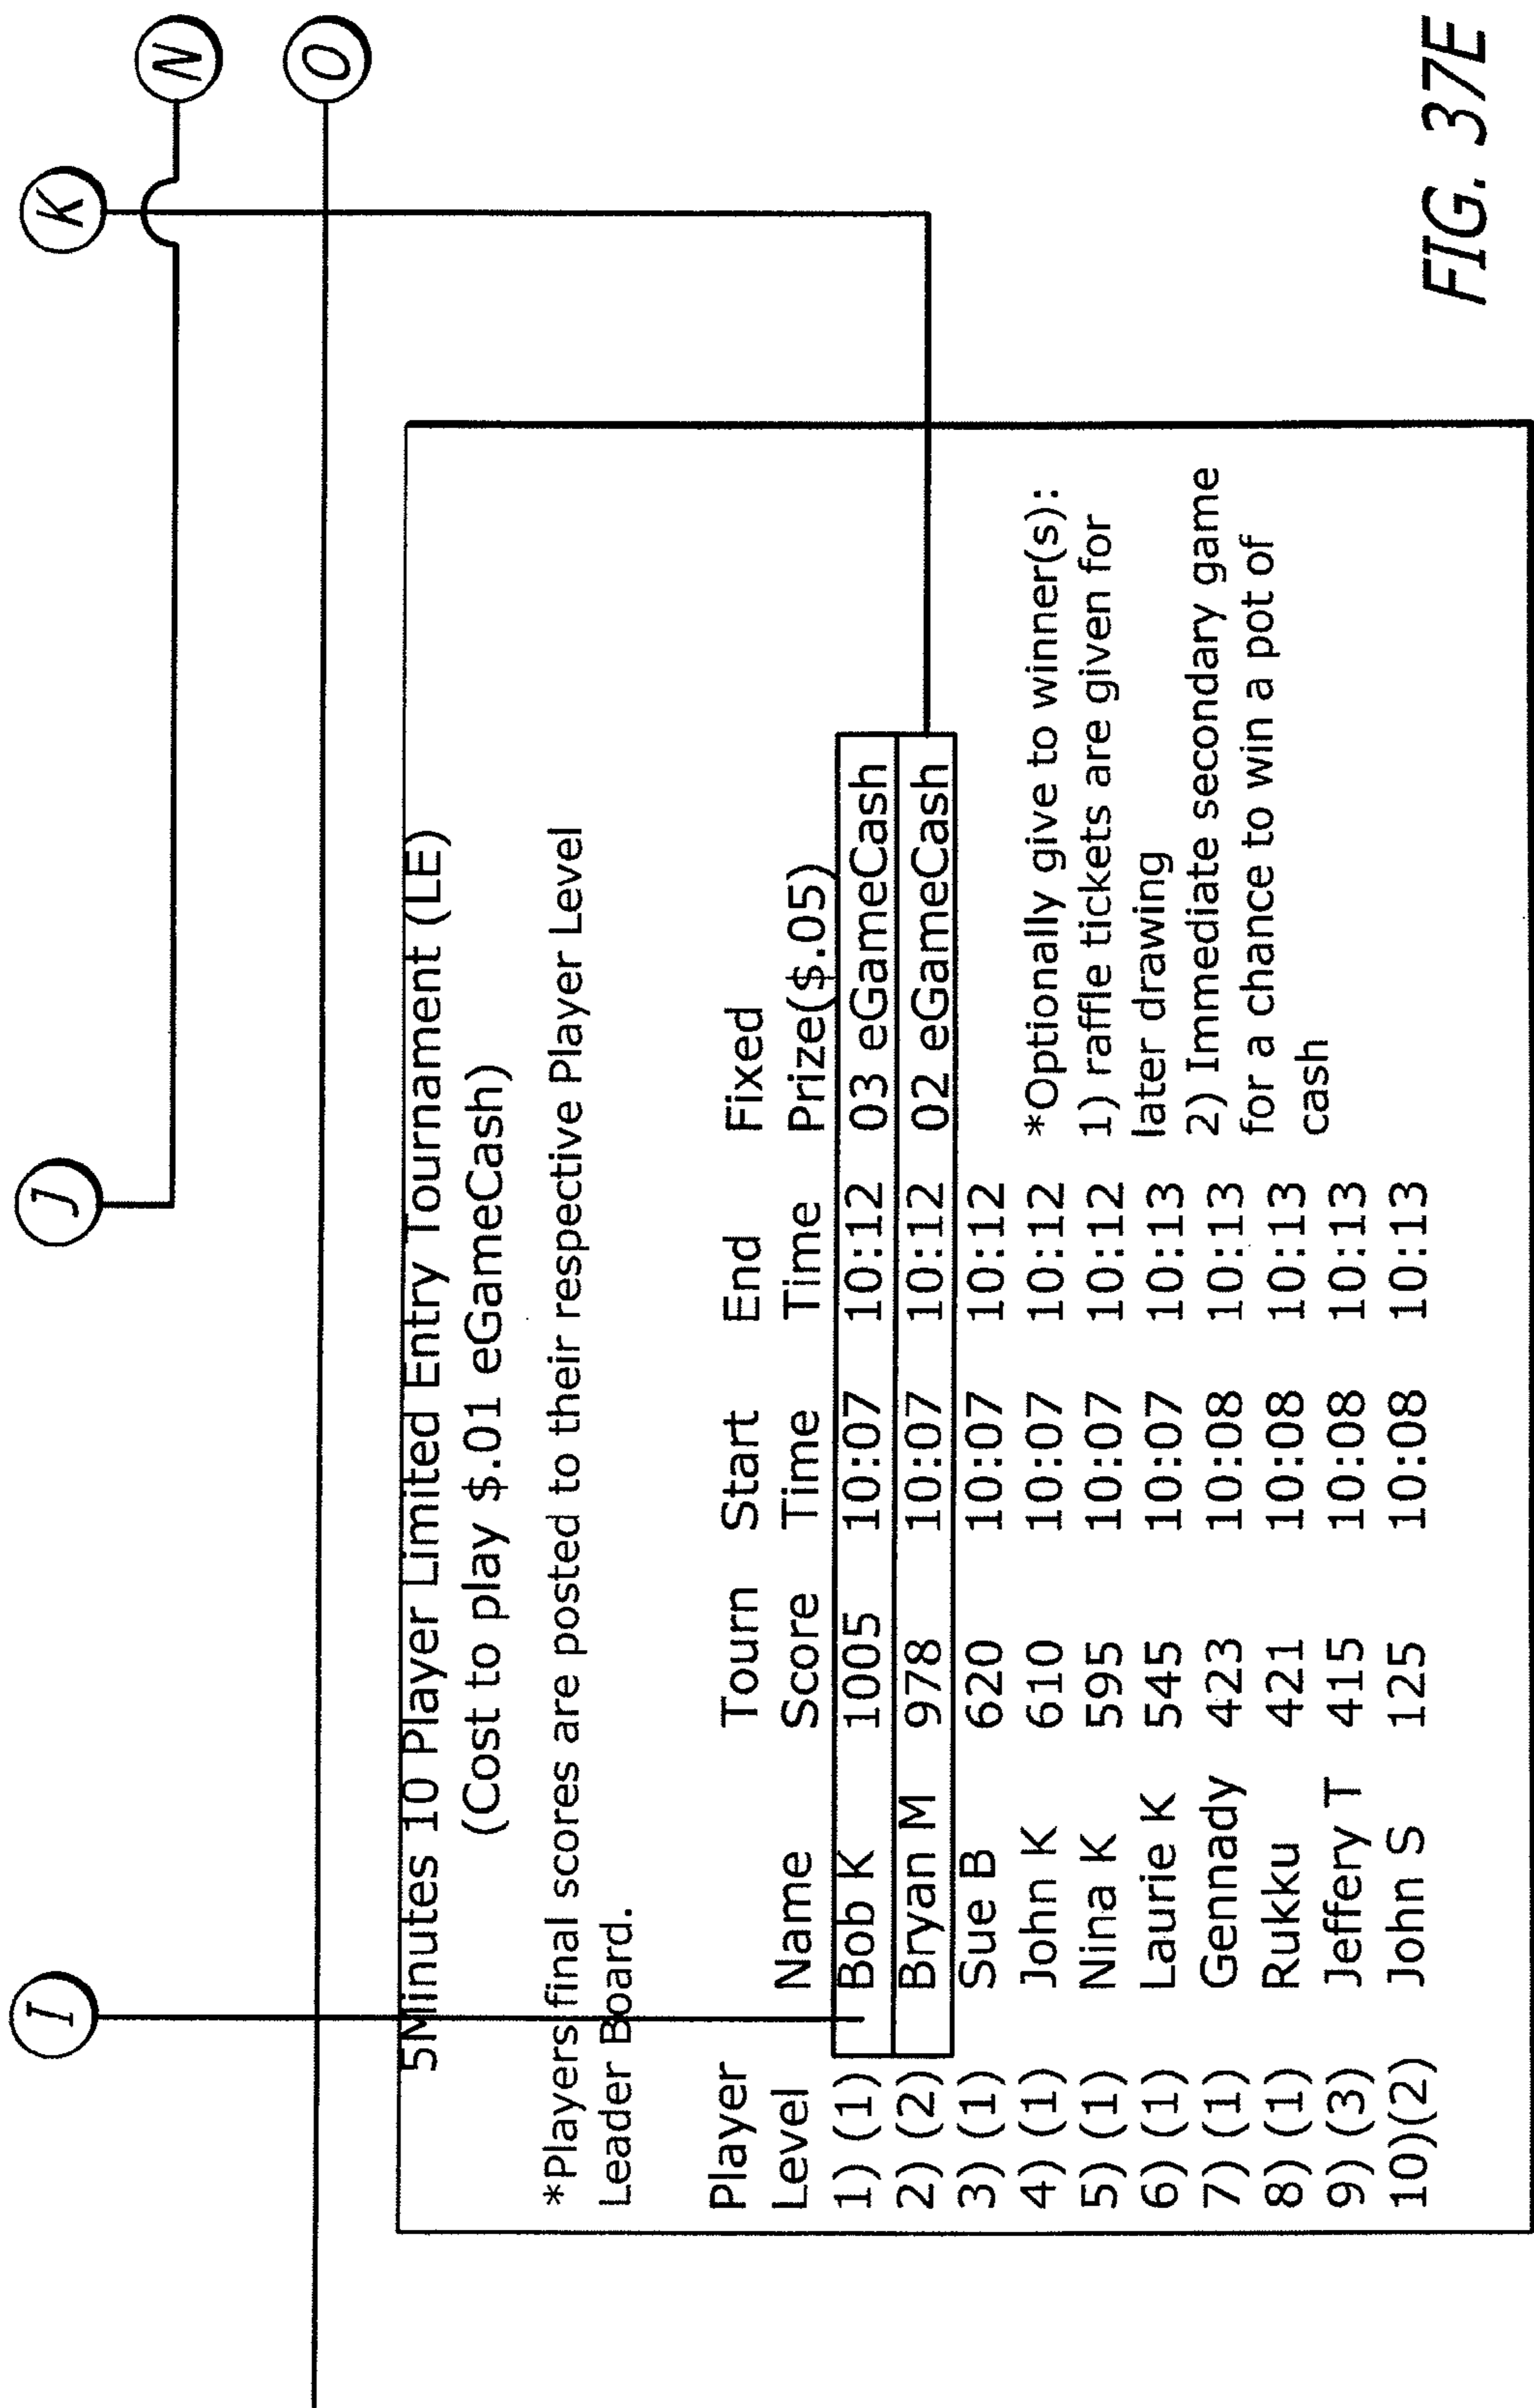 I
J
K
N
O
5Minutes 10 Player Limited Entry Tournament (LE)
(Cost to play $.01 eGameCash)
*Players final scores are posted to their respective Player Level
Leader Board.
Player Tourn Start End Fixed
Level Name Score Time Time Prize($.05)
1) (1) Bob K 1005 10:07 10:12 03 eGameCash
2) (2) Bryan M 978 10:07 10:12 02 eGameCash
3) (1) Sue B 620 10:07 10:12
4) (1) John K 610 10:07 10:12
5) (1) Nina K 595 10:07 10:12
6) (1) Laurie K 545 10:07 10:13
7) (1) Gennady 423 10:08 10:13
8) (1) Rukku 421 10:08 10:13
9) (3) Jeffery T 415 10:08 10:13
10)(2) John S 125 10:08 10:13
*Optionally give to winner(s):
1) raffle tickets are given for
later drawing
2) Immediate secondary game
for a chance to win a pot of
cash
FIG. 37E